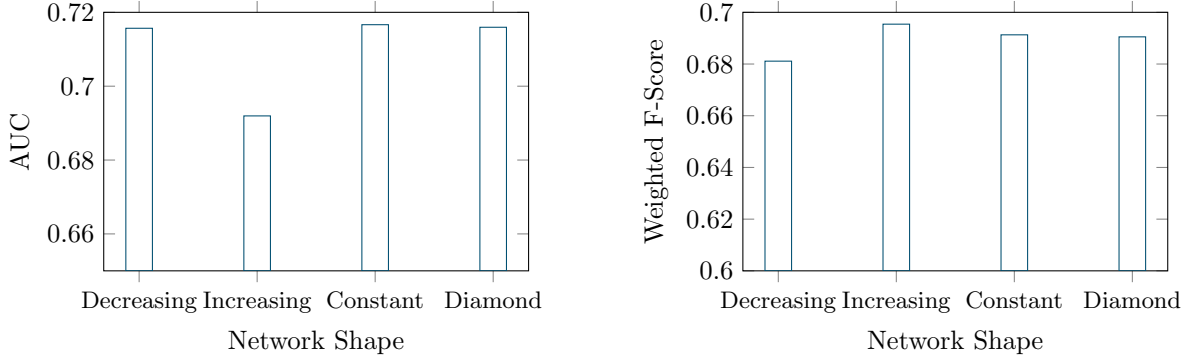 0.72
0.7
0.68
0.66
AUC
Decreasing Increasing Constant Diamond
Network Shape
0.7
0.68
0.66
0.64
0.62
0.6
Weighted F-Score
Decreasing Increasing Constant Diamond
Network Shape